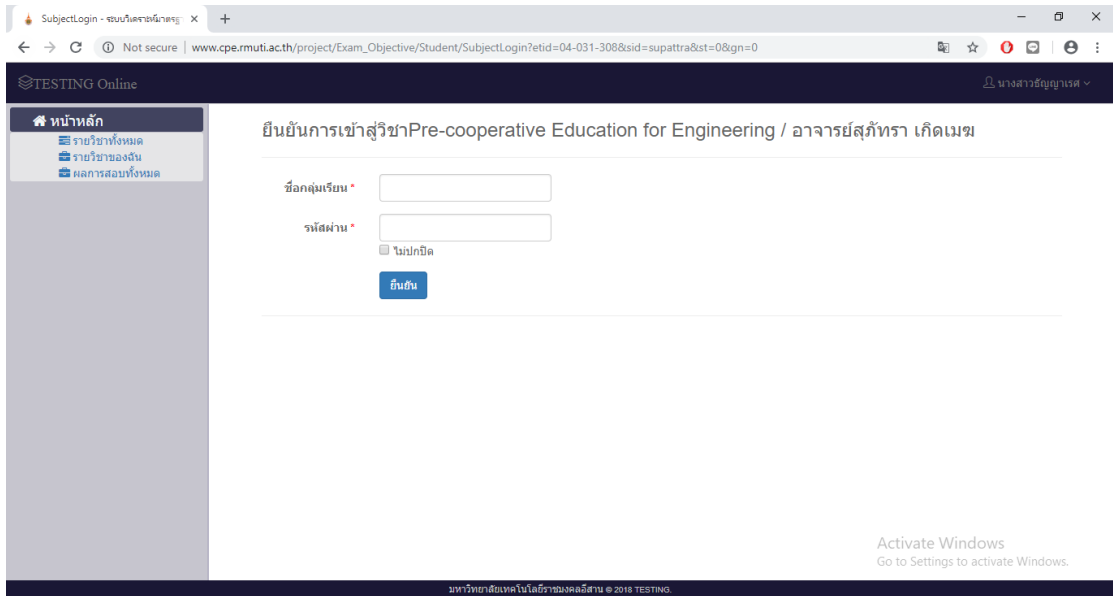 SubjectLogin - ระบบวิเคราะห์มาตรฐ
Not secure | www.cpe.rmuti.ac.th/project/Exam_Objective/Student/SubjectLogin?etid=04-031-308&sid=supattra&st=0&gn=0
TESTING Online
นางสาวธัญญาเรศ
หน้าหลัก
รายวิชาทั้งหมด
รายวิชาของฉัน
ผลการสอบทั้งหมด
ยืนยันการเข้าสู่วิชาPre-cooperative Education for Engineering / อาจารย์สุภัทรา เกิดเมฆ
ชื่อกลุ่มเรียน *
รหัสผ่าน *
ไม่ปกปิด
ยืนยัน
Activate Windows
Go to Settings to activate Windows.
มหาวิทยาลัยเทคโนโลยีราชมงคลอีสาน © 2018 TESTING.